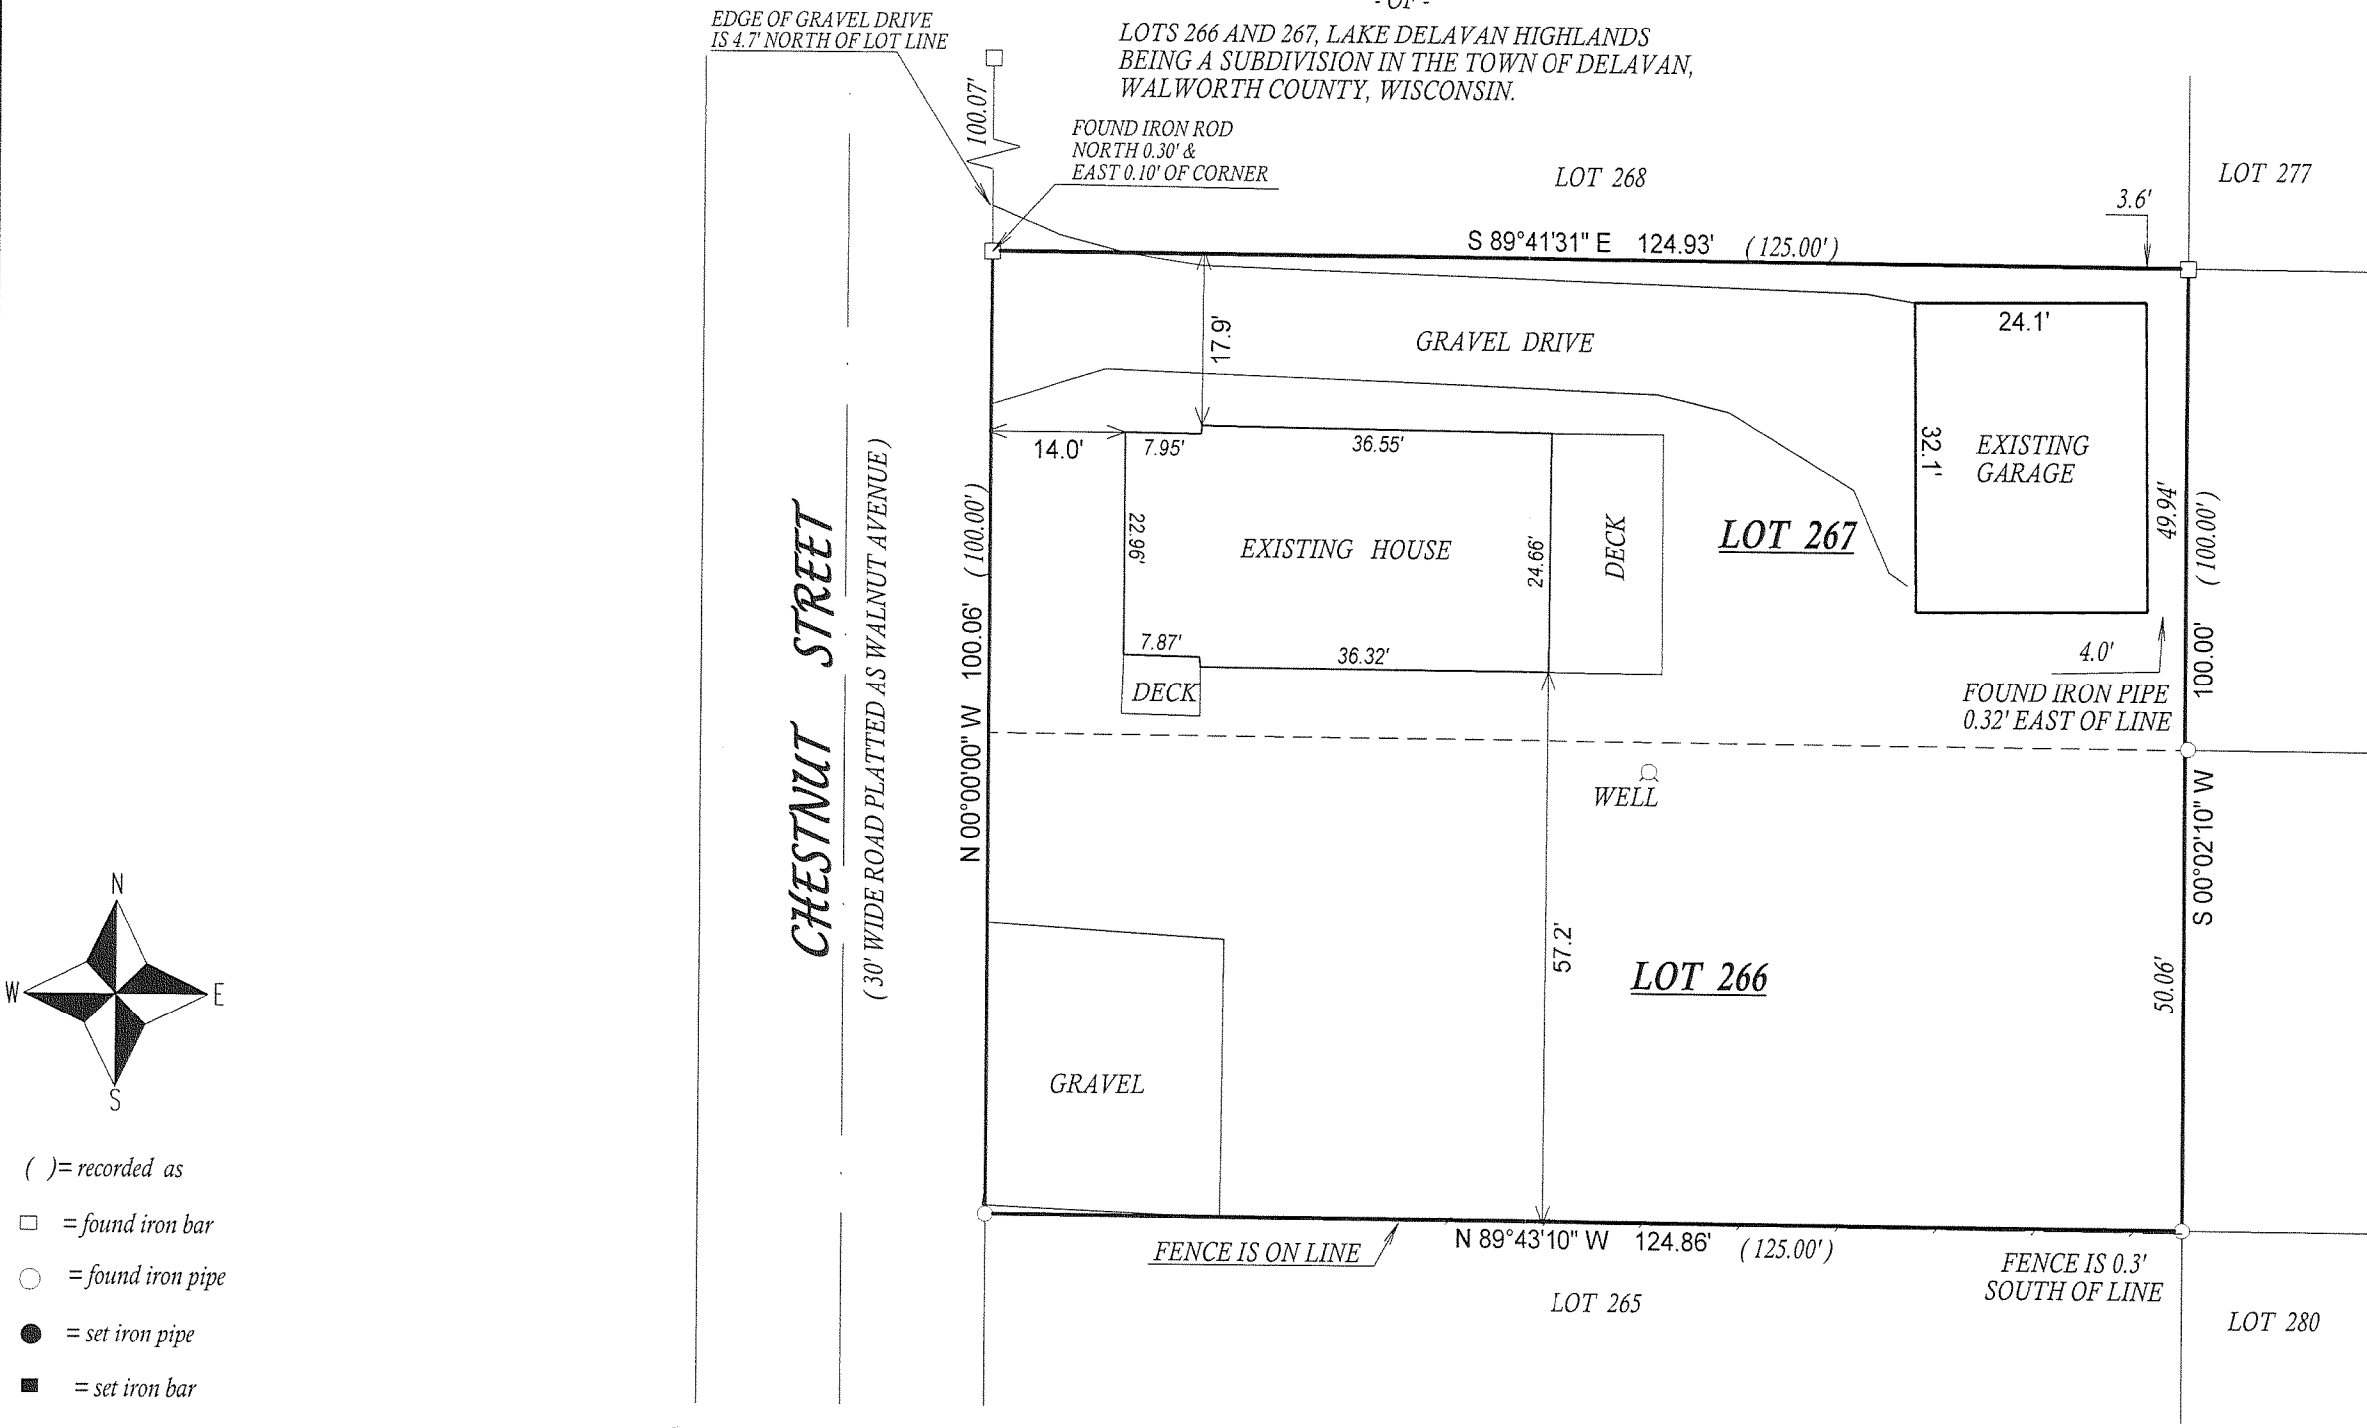 - OF -
LOTS 266 AND 267, LAKE DELAVAN HIGHLANDS
BEING A SUBDIVISION IN THE TOWN OF DELAVAN,
WALWORTH COUNTY, WISCONSIN.
EDGE OF GRAVEL DRIVE
IS 4.7' NORTH OF LOT LINE
100.07'
FOUND IRON ROD
NORTH 0.30' &
EAST 0.10' OF CORNER
LOT 268
LOT 277
3.6'
S 89°41'31" E 124.93' (125.00')
17.9'
GRAVEL DRIVE
24.1'
32.1'
EXISTING
GARAGE
49.94'
(100.00')
14.0'
7.95'
36.55'
22.96'
EXISTING HOUSE
24.66'
DECK
LOT 267
7.87'
36.32'
DECK
4.0'
FOUND IRON PIPE
0.32' EAST OF LINE
100.00'
S 00°02'10" W
CHESTNUT STREET
(30' WIDE ROAD PLATTED AS WALNUT AVENUE)
N 00°00'00" W 100.06' (100.00')
WELL
57.2'
LOT 266
50.06'
GRAVEL
FENCE IS ON LINE
N 89°43'10" W 124.86' (125.00')
FENCE IS 0.3'
SOUTH OF LINE
LOT 265
LOT 280
N
W
E
S
( )= recorded as
= found iron bar
= found iron pipe
= set iron pipe
= set iron bar